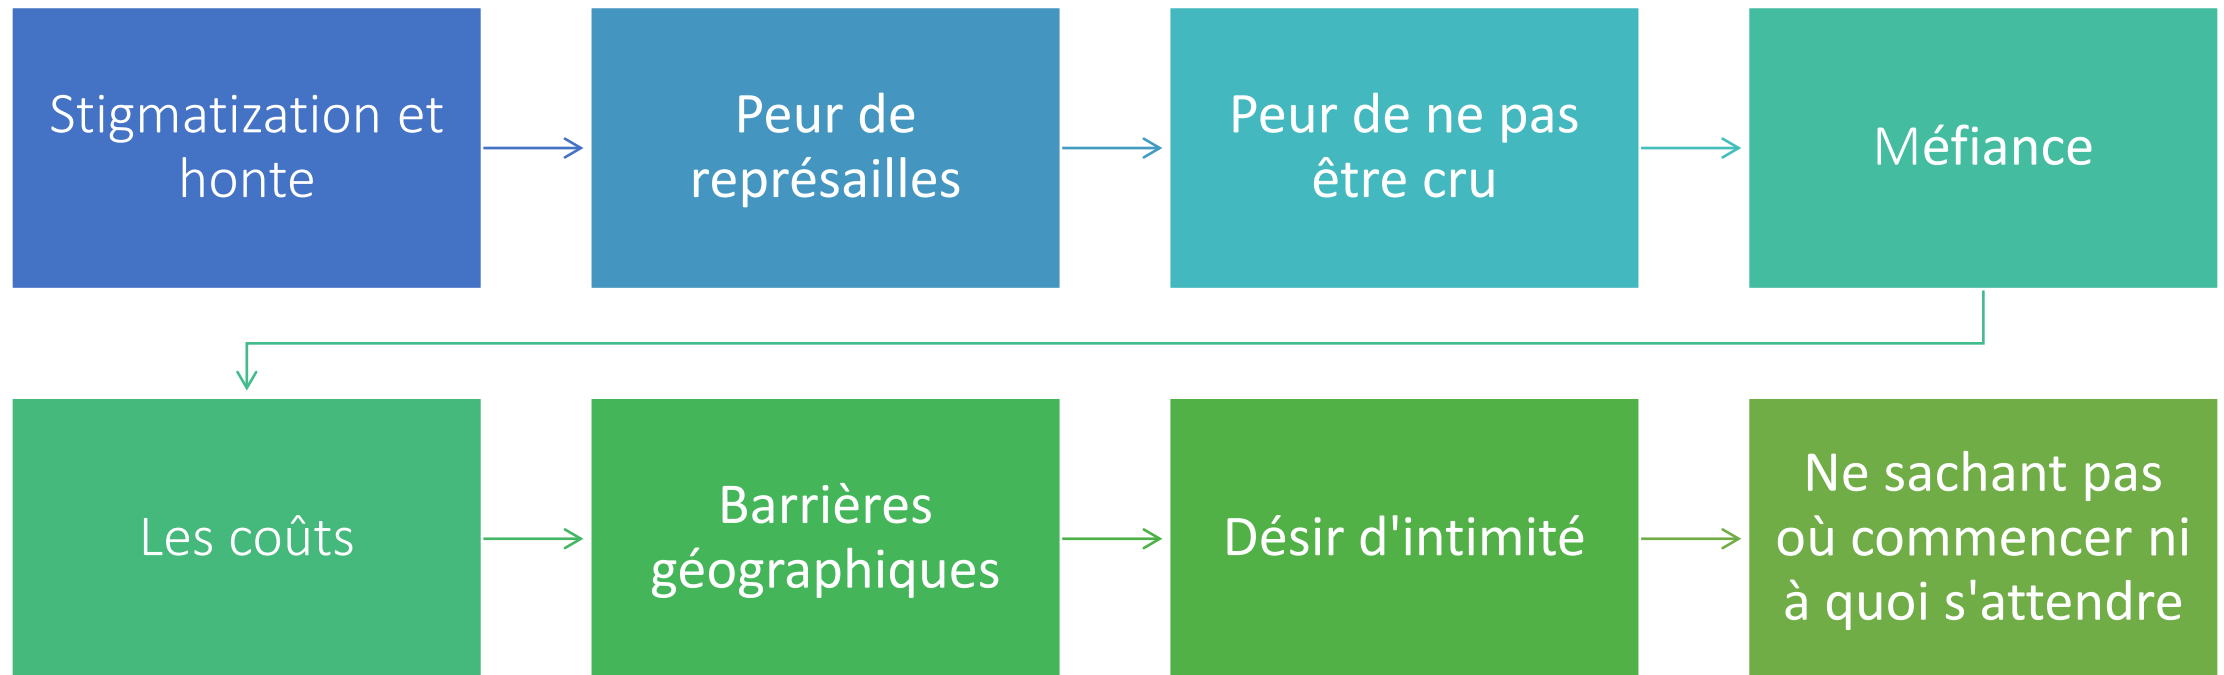 Stigmatization et
honte
Peur de
représailles
Peur de ne pas
être cru
Méfiance
Les coûts
Barrières
géographiques
Désir d'intimité
Ne sachant pas
où commencer ni
à quoi s'attendre